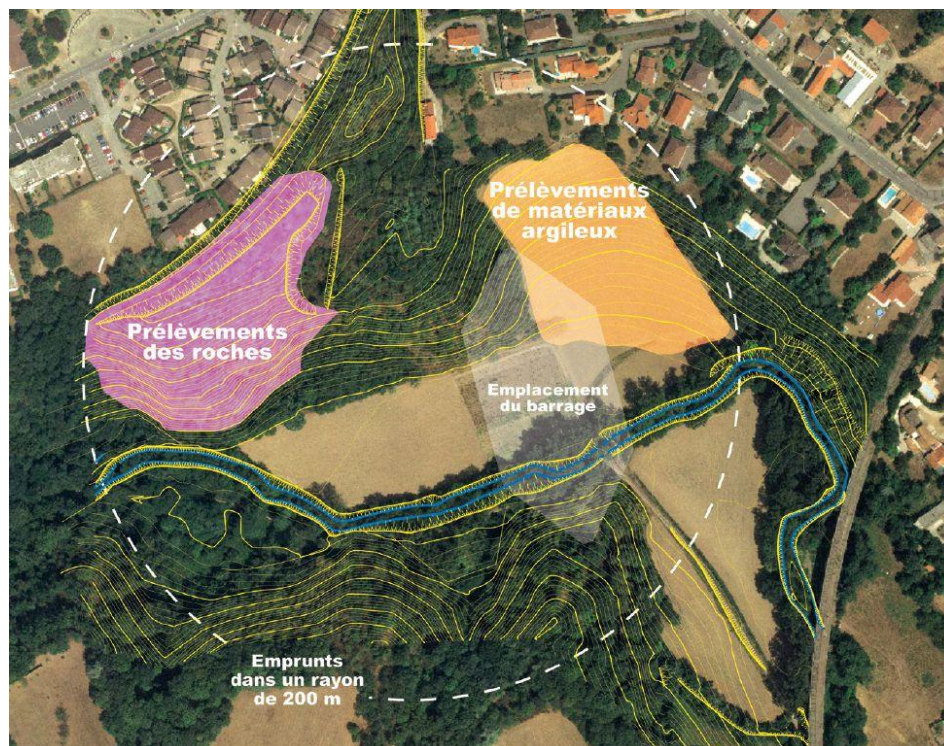 Prélèvements
de matériaux
argileux
Prélèvements
des roches
Emplacement
du barrage
Emprunts
dans un rayon
de 200 m